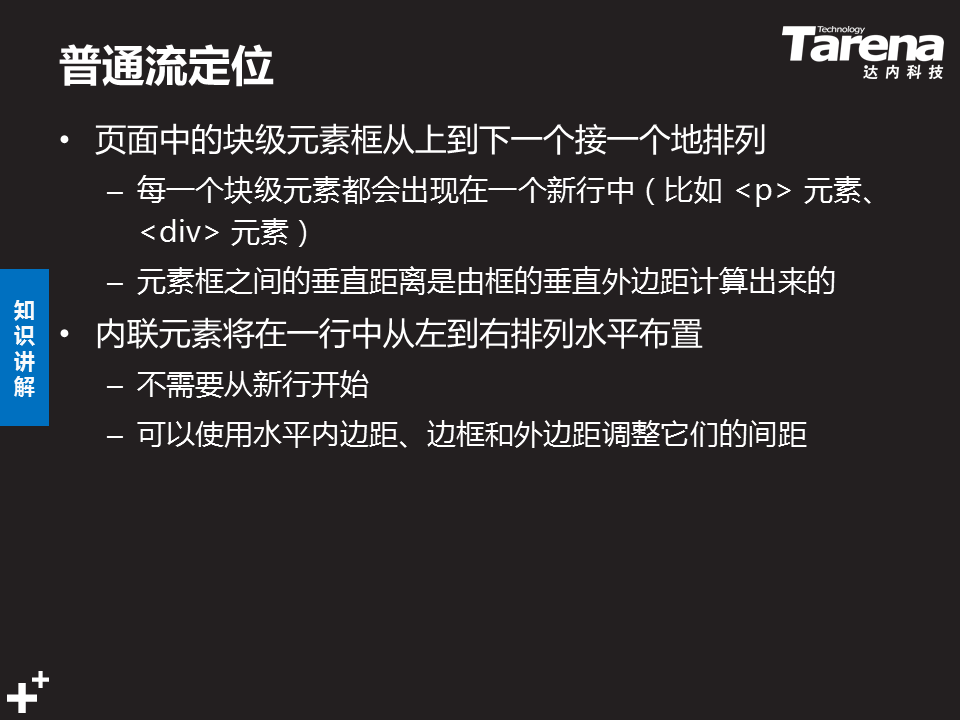 普通流定位
Technology
Tarena
达内科技
• 页面中的块级元素框从上到下一个接一个地排列
– 每一个块级元素都会出现在一个新行中（比如 <p> 元素、
<div> 元素）
– 元素框之间的垂直距离是由框的垂直外边距计算出来的
知识讲解
• 内联元素将在一行中从左到右排列水平布置
– 不需要从新行开始
– 可以使用水平内边距、边框和外边距调整它们的间距